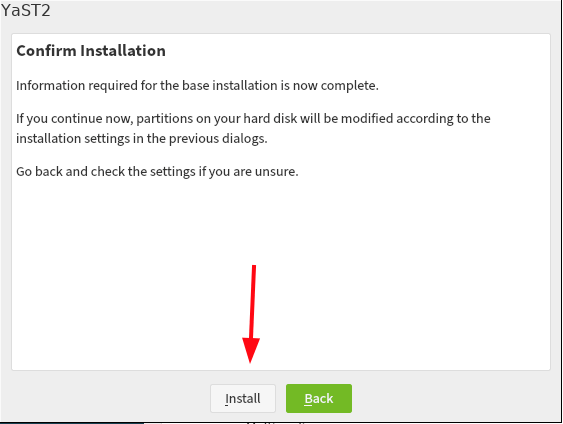 YaST2
Confirm Installation
Information required for the base installation is now complete.
If you continue now, partitions on your hard disk will be modified according to the
installation settings in the previous dialogs.
Go back and check the settings if you are unsure.
Install Back